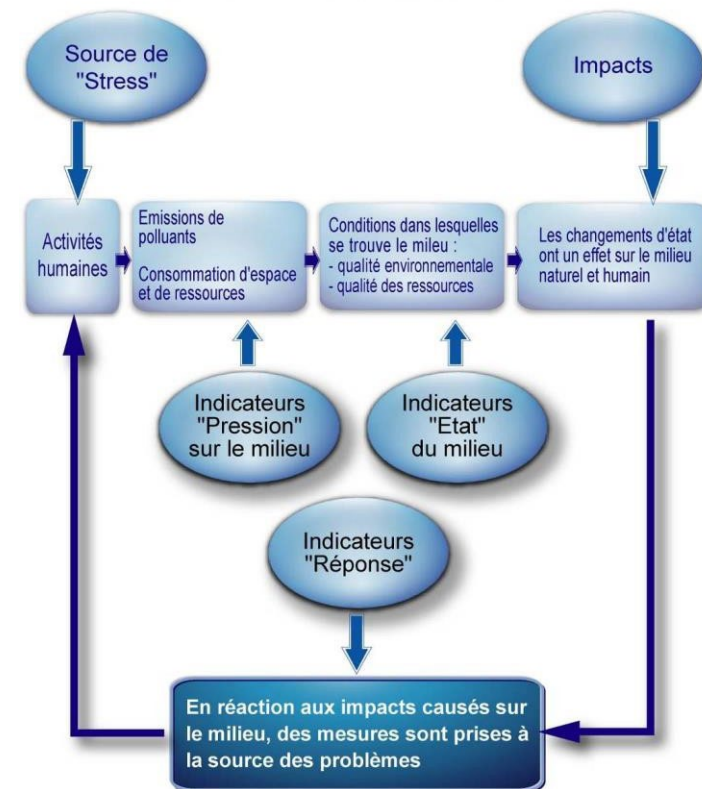 Source de
"Stress"
Impacts
Activités
humaines
Emissions de
polluants
Consommation d'espace
et de ressources
Conditions dans lesquelles
se trouve le mileu :
- qualité environnementale
- qualité des ressources
Les changements d'état
ont un effet sur le milieu
naturel et humain
Indicateurs
"Pression"
sur le milieu
Indicateurs
"Etat"
du milieu
Indicateurs
"Réponse"
En réaction aux impacts causés sur
le milieu, des mesures sont prises à
la source des problèmes